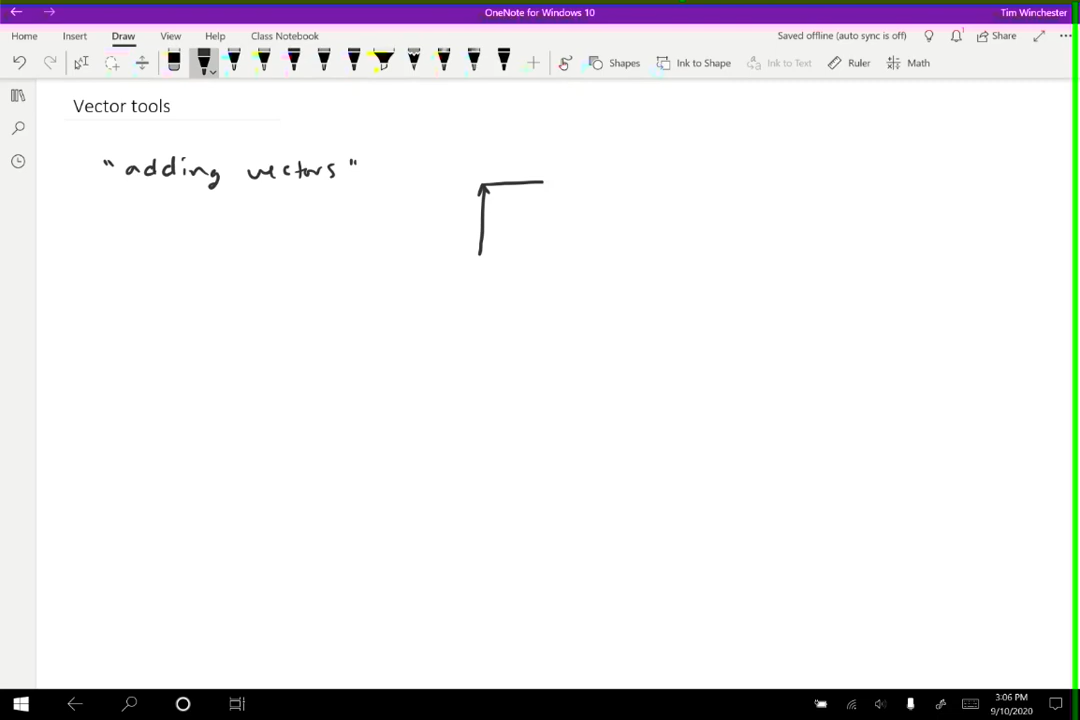 OneNote for Windows 10
Tim Winchester
Home Insert Draw View Help Class Notebook
Saved offline (auto sync is off)
Share
Shapes
Ink to Shape
Ink to Text
Ruler
Math
Vector tools
"adding vectors"
3:06 PM
9/10/2020